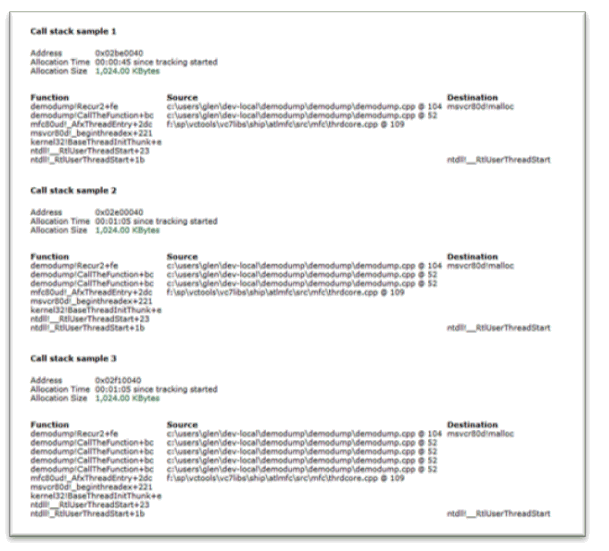 Call stack sample 1
Address 0x02be0040
Allocation Time 00:00:45 since tracking started
Allocation Size 1,024.00 KBytes
Function Source Destination
demodump!Recur2+fe c:\users\glen\dev-local\demodump\demodump\demodump.cpp @ 104 msvcr80d!malloc
demodump!CallTheFunction+bc c:\users\glen\dev-local\demodump\demodump\demodump.cpp @ 52
mfc80ud!_AfxThreadEntry+2dc f:\sp\vctools\vc7libs\ship\atlmfc\src\mfc\thrdcore.cpp @ 109
msvcr80d!_beginthreadex+221
kernel32!BaseThreadInitThunk+e
ntdll!__RtlUserThreadStart+23
ntdll!_RtlUserThreadStart+1b ntdll!__RtlUserThreadStart
Call stack sample 2
Address 0x02e00040
Allocation Time 00:01:05 since tracking started
Allocation Size 1,024.00 KBytes
Function Source Destination
demodump!Recur2+fe c:\users\glen\dev-local\demodump\demodump\demodump.cpp @ 104 msvcr80d!malloc
demodump!CallTheFunction+bc c:\users\glen\dev-local\demodump\demodump\demodump.cpp @ 52
demodump!CallTheFunction+bc c:\users\glen\dev-local\demodump\demodump\demodump.cpp @ 52
mfc80ud!_AfxThreadEntry+2dc f:\sp\vctools\vc7libs\ship\atlmfc\src\mfc\thrdcore.cpp @ 109
msvcr80d!_beginthreadex+221
kernel32!BaseThreadInitThunk+e
ntdll!__RtlUserThreadStart+23
ntdll!_RtlUserThreadStart+1b ntdll!__RtlUserThreadStart
Call stack sample 3
Address 0x02f10040
Allocation Time 00:01:05 since tracking started
Allocation Size 1,024.00 KBytes
Function Source Destination
demodump!Recur2+fe c:\users\glen\dev-local\demodump\demodump\demodump.cpp @ 104 msvcr80d!malloc
demodump!CallTheFunction+bc c:\users\glen\dev-local\demodump\demodump\demodump.cpp @ 52
demodump!CallTheFunction+bc c:\users\glen\dev-local\demodump\demodump\demodump.cpp @ 52
demodump!CallTheFunction+bc c:\users\glen\dev-local\demodump\demodump\demodump.cpp @ 52
demodump!CallTheFunction+bc c:\users\glen\dev-local\demodump\demodump\demodump.cpp @ 52
mfc80ud!_AfxThreadEntry+2dc f:\sp\vctools\vc7libs\ship\atlmfc\src\mfc\thrdcore.cpp @ 109
msvcr80d!_beginthreadex+221
kernel32!BaseThreadInitThunk+e
ntdll!__RtlUserThreadStart+23
ntdll!_RtlUserThreadStart+1b ntdll!__RtlUserThreadStart